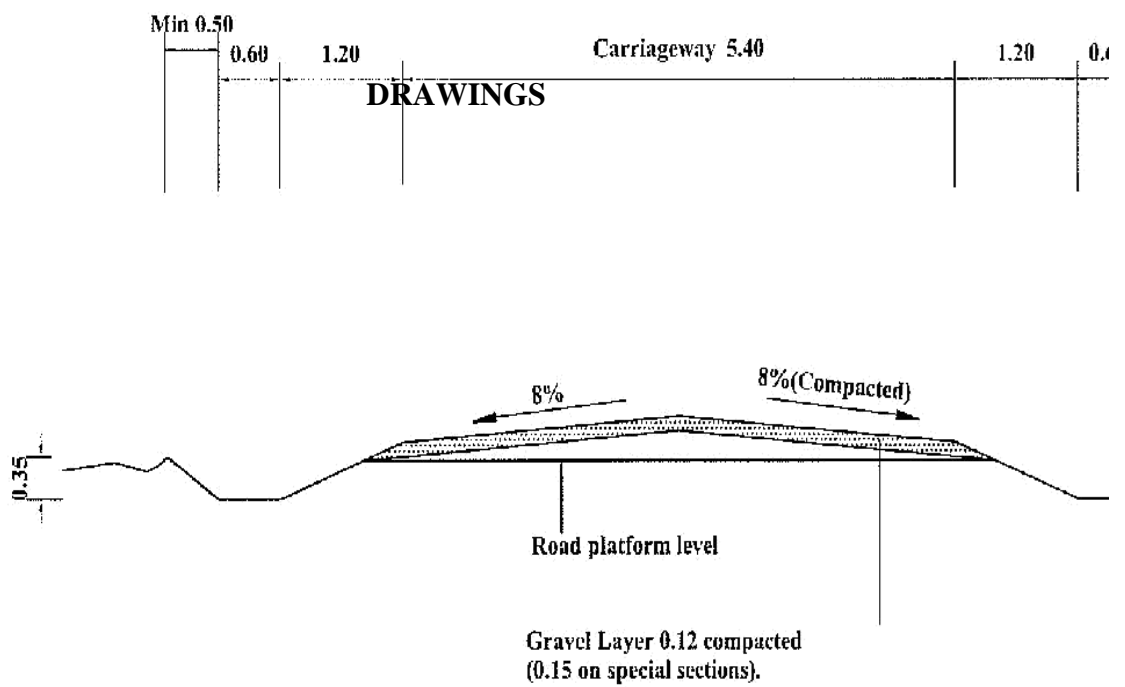 Min 0.50
0.60 1.20 Carriageway 5.40 1.20
DRAWINGS
8% 8%(Compacted)
0.35
Road platform level
Gravel Layer 0.12 compacted
(0.15 on special sections).